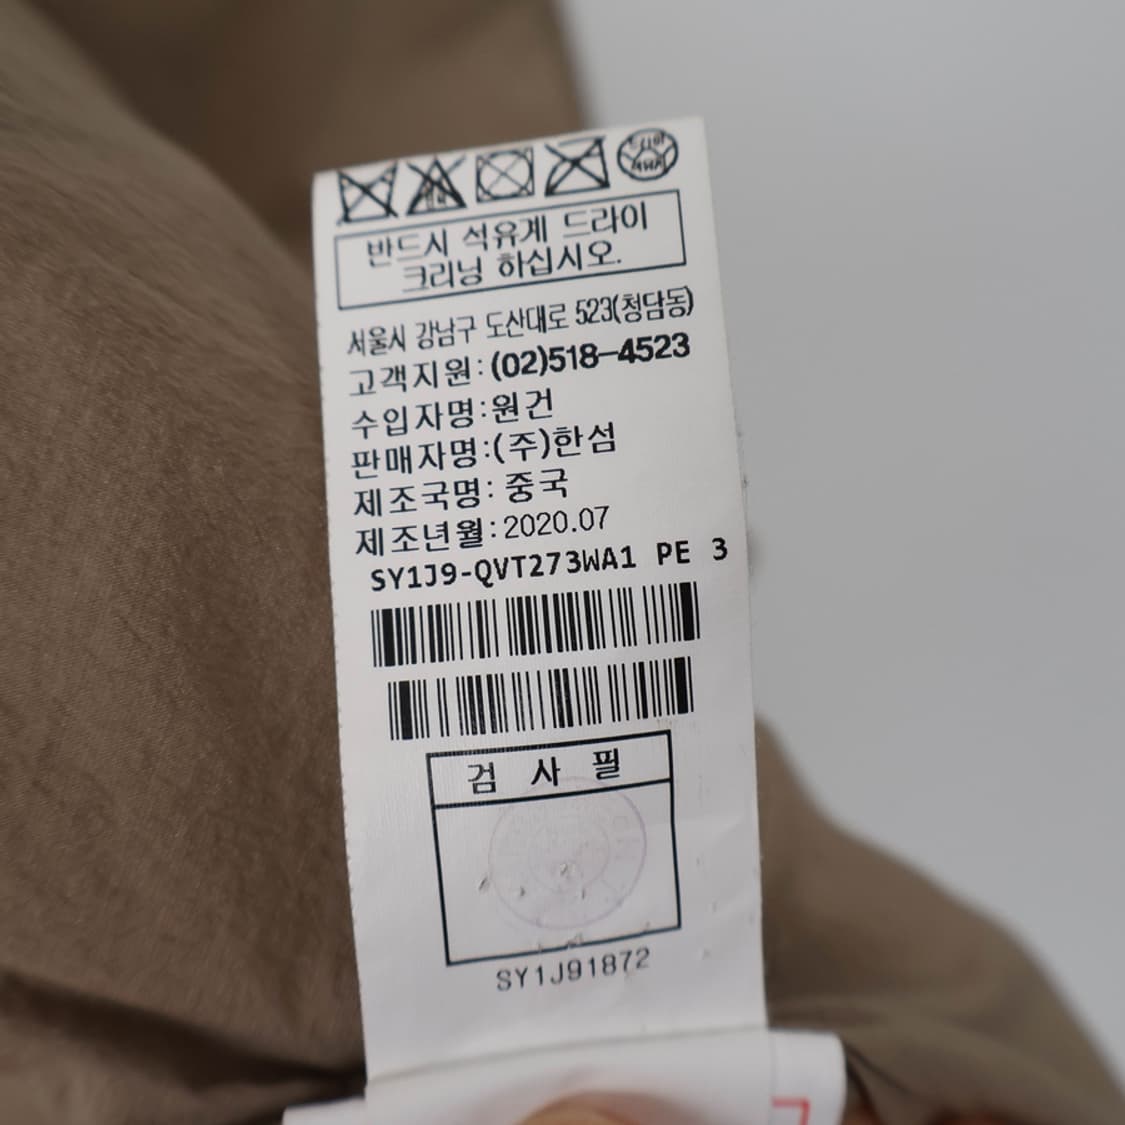 반드시 석유계 드라이
크리닝 하십시오.
서울시 강남구 도산대로 523(청담동)
고객지원:(02)518-4523
수입자명:원건
판매자명:(주)한섬
제조국명: 중국
제조년월:2020.07
SY1J9-QVT273WA1 PE 3
검 사 필
SY1J91872